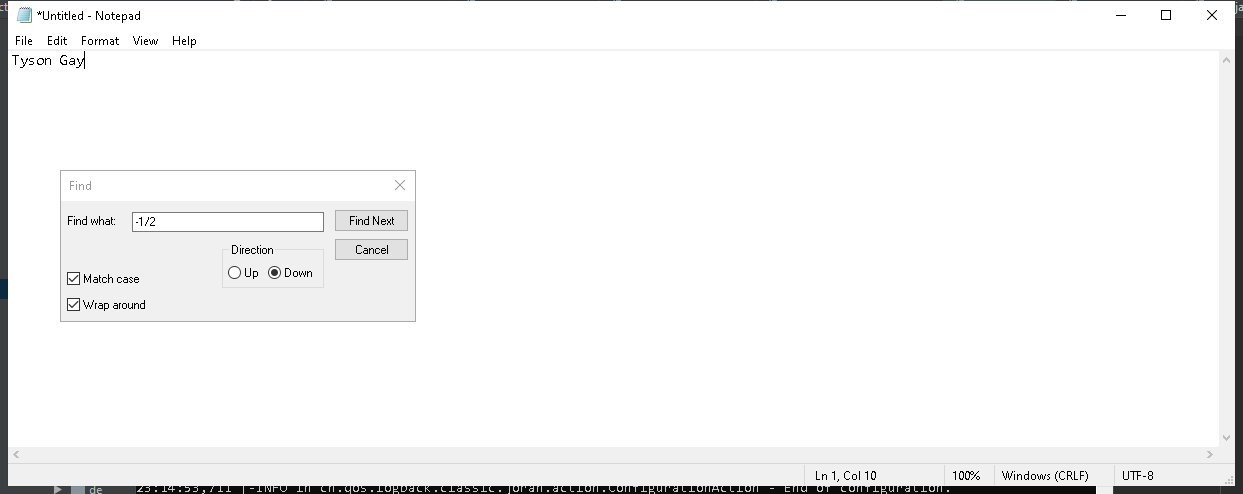 *Untitled - Notepad
File Edit Format View Help
Tyson Gay
Find
Find what: -1/2 Find Next
Direction Cancel
Up Down
Match case
Wrap around
Ln 1, Col 10 100% Windows (CRLF) UTF-8
de 23:14:53,711 |-INFO in ch.qos.logback.classic.joran.action.ConfigurationAction - End of configuration.